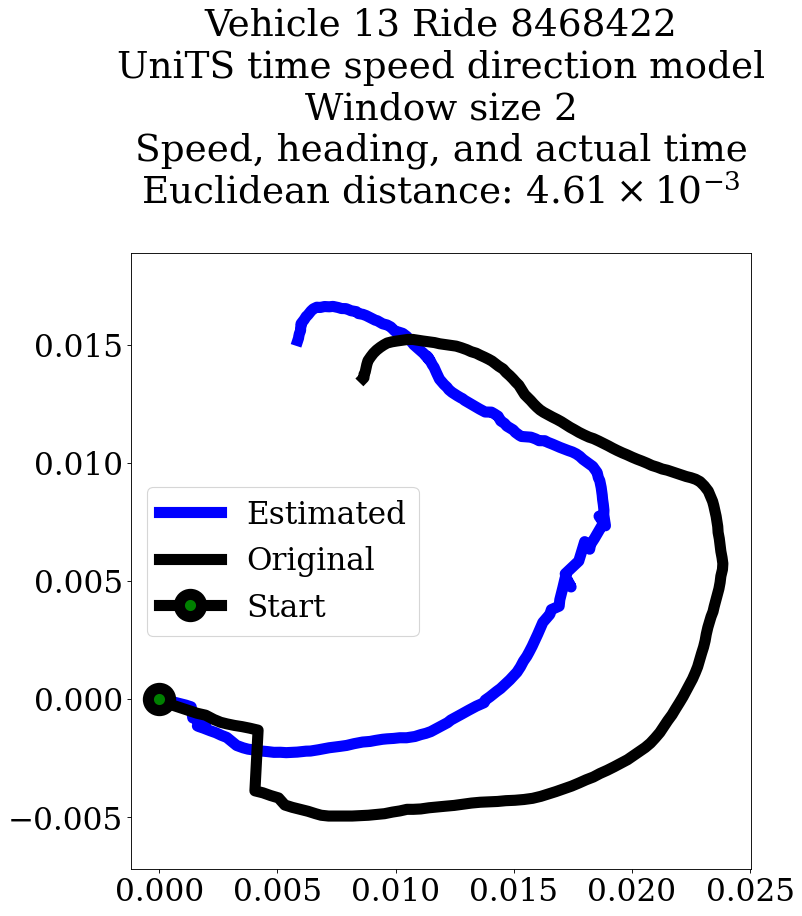 Vehicle 13 Ride 8468422
UniTS time speed direction model
Window size 2
Speed, heading, and actual time
Euclidean distance: 4.61 × 10⁻³
0.015
0.010
Estimated
Original
0.005
Start
0.000
−0.005
0.000 0.005 0.010 0.015 0.020 0.025